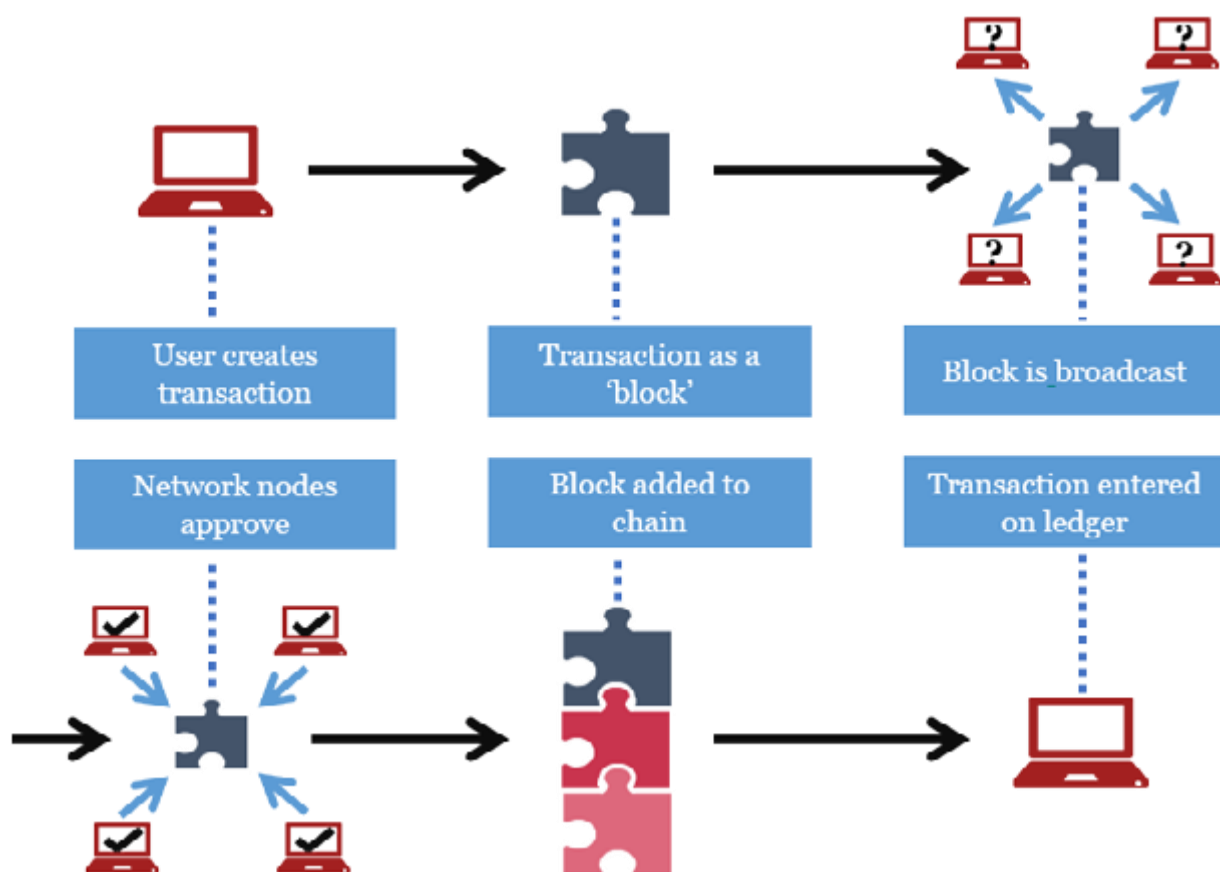 ?
?
?
?
User creates
transaction
Transaction as a
‘block’
Block is broadcast
Network nodes
approve
Block added to
chain
Transaction entered
on ledger